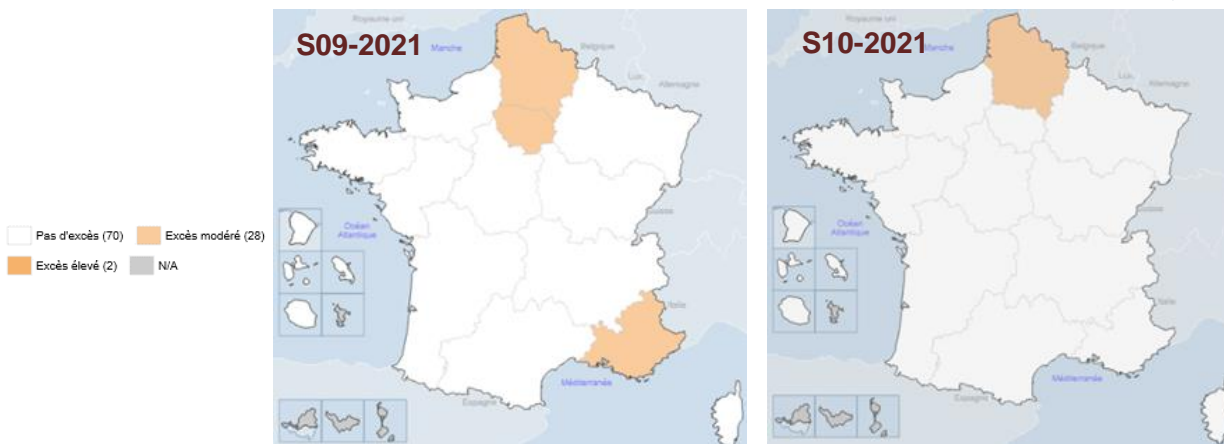 Pas d'excès (70)
Excès modéré (28)
Excès élevé (2)
N/A
S09-2021
Royaume uni
Manche
Belgique
Lux.
Allemagne
Suisse
Océan
Atlantique
Italie
Méditerranée
Espagne
S10-2021
Royaume uni
Manche
Belgique
Lux.
Allemagne
Suisse
Océan
Atlantique
Italie
Méditerranée
Espagne